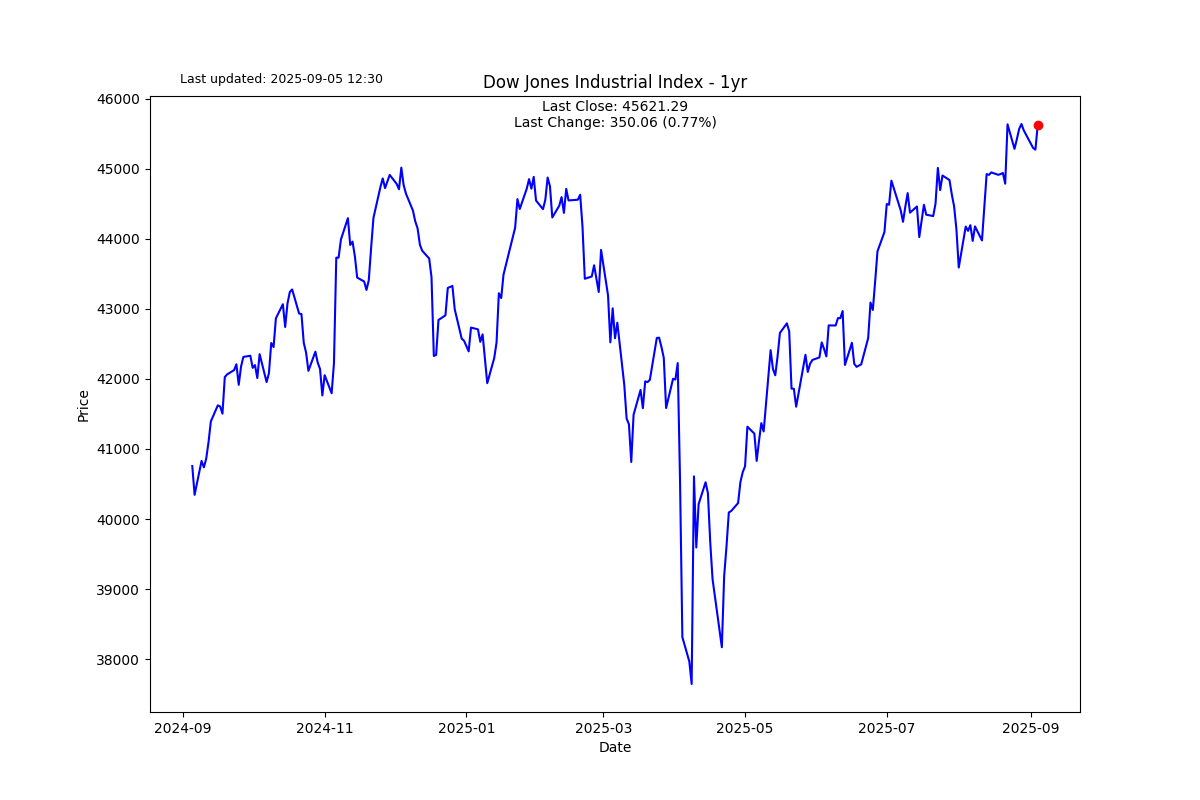 Last updated: 2025-09-05 12:30
Dow Jones Industrial Index - 1yr
Last Close: 45621.29
Last Change: 350.06 (0.77%)
46000
45000
44000
43000
42000
41000
40000
39000
38000
Price
2024-09
2024-11
2025-01
2025-03
2025-05
2025-07
2025-09
Date